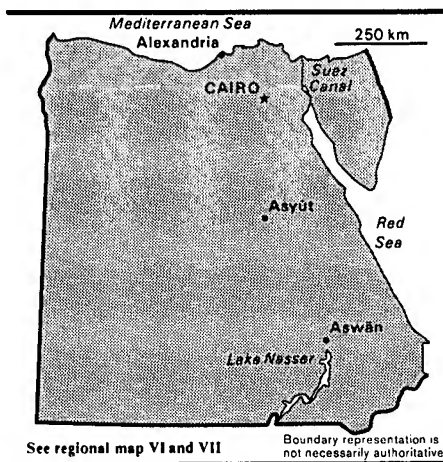 Mediterranean Sea
Alexandria
250 km
Suez
Canal
CAIRO
Asyūt
Red
Sea
Aswān
Lake Nasser
See regional map VI and VII
Boundary representation is
not necessarily authoritative